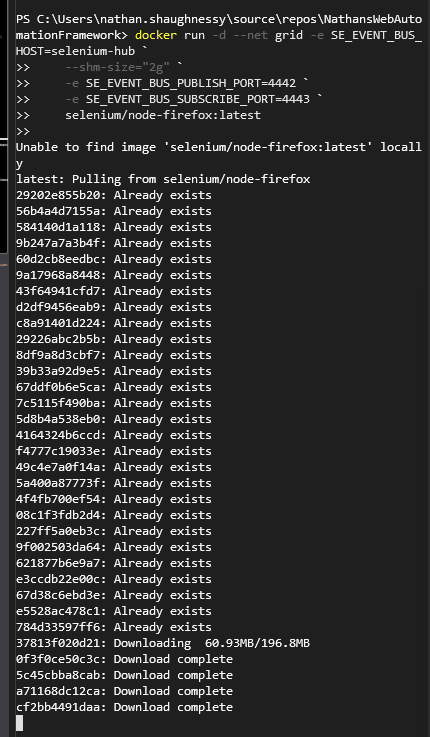 PS C:\Users\nathan.shaughnessy\source\repos\NathansWebAuto
mationFramework> docker run -d --net grid -e SE_EVENT_BUS_
HOST=selenium-hub `
>>     --shm-size="2g" `
>>     -e SE_EVENT_BUS_PUBLISH_PORT=4442 `
>>     -e SE_EVENT_BUS_SUBSCRIBE_PORT=4443 `
>>     selenium/node-firefox:latest
>>
Unable to find image 'selenium/node-firefox:latest' locall
y
latest: Pulling from selenium/node-firefox
29202e855b20: Already exists
56b4a4d7155a: Already exists
584140d1a118: Already exists
9b247a7a3b4f: Already exists
60d2cb8eedbc: Already exists
9a17968a8448: Already exists
43f64941cfd7: Already exists
d2df9456eab9: Already exists
c8a91401d224: Already exists
29226abc2b5b: Already exists
8df9a8d3cbf7: Already exists
39b33a92d9e5: Already exists
67ddf0b6e5ca: Already exists
7c5115f490ba: Already exists
5d8b4a538eb0: Already exists
4164324b6ccd: Already exists
f4777c19033e: Already exists
49c4e7a0f14a: Already exists
5a400a87773f: Already exists
4f4fb700ef54: Already exists
08c1f3fdb2d4: Already exists
227ff5a0eb3c: Already exists
9f002503da64: Already exists
621877b6e9a7: Already exists
e3ccdb22e00c: Already exists
67d38c6ebd3e: Already exists
e5528ac478c1: Already exists
784d33597ff6: Already exists
37813f020d21: Downloading  60.93MB/196.8MB
0f3f0ce50c3c: Download complete
5c45cbba8cab: Download complete
a71168dc12ca: Download complete
cf2bb4491daa: Download complete